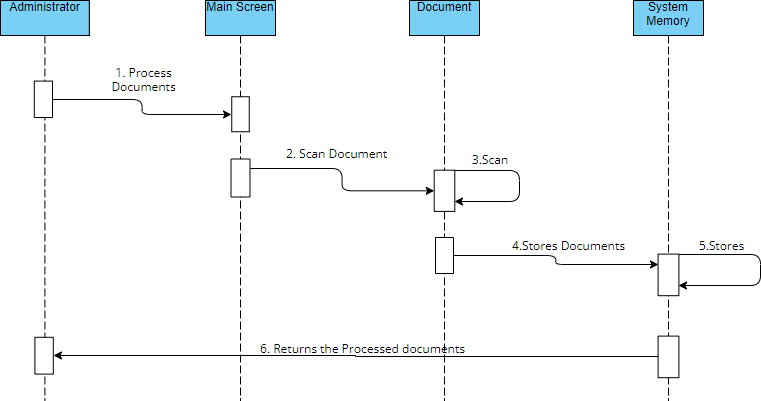 Administrator
Main Screen
Document
System
Memory
1. Process
Documents
2. Scan Document
3.Scan
4.Stores Documents
5.Stores
6. Returns the Processed documents